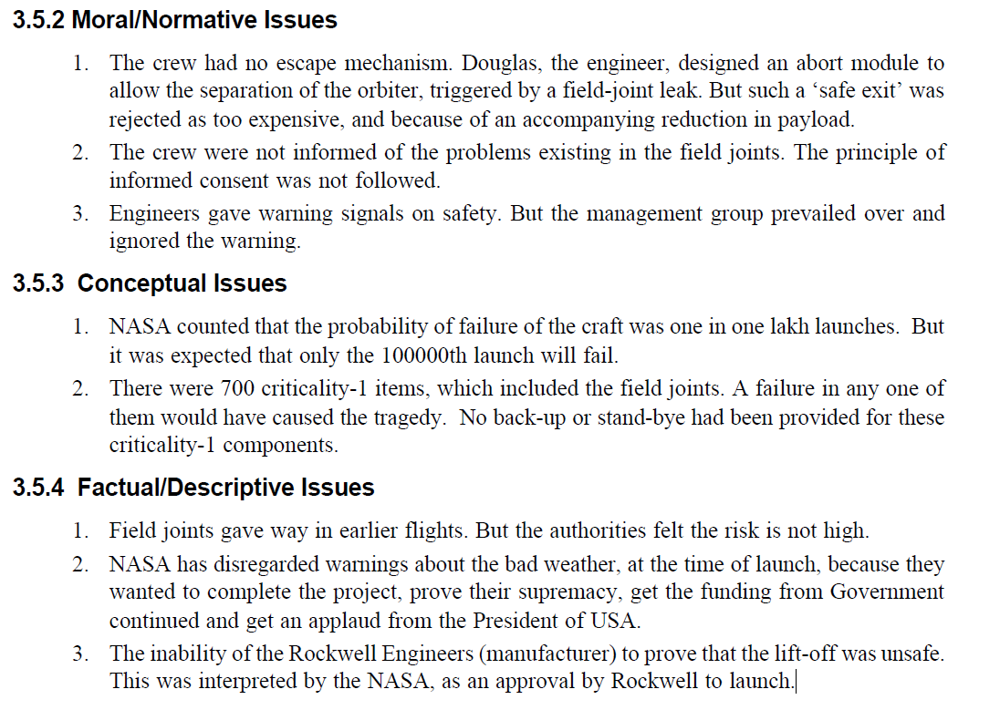 3.5.2 Moral/Normative Issues
1. The crew had no escape mechanism. Douglas, the engineer, designed an abort module to
allow the separation of the orbiter, triggered by a field-joint leak. But such a ‘safe exit’ was
rejected as too expensive, and because of an accompanying reduction in payload.
2. The crew were not informed of the problems existing in the field joints. The principle of
informed consent was not followed.
3. Engineers gave warning signals on safety. But the management group prevailed over and
ignored the warning.
3.5.3 Conceptual Issues
1. NASA counted that the probability of failure of the craft was one in one lakh launches. But
it was expected that only the 100000th launch will fail.
2. There were 700 criticality-1 items, which included the field joints. A failure in any one of
them would have caused the tragedy. No back-up or stand-bye had been provided for these
criticality-1 components.
3.5.4 Factual/Descriptive Issues
1. Field joints gave way in earlier flights. But the authorities felt the risk is not high.
2. NASA has disregarded warnings about the bad weather, at the time of launch, because they
wanted to complete the project, prove their supremacy, get the funding from Government
continued and get an applaud from the President of USA.
3. The inability of the Rockwell Engineers (manufacturer) to prove that the lift-off was unsafe.
This was interpreted by the NASA, as an approval by Rockwell to launch.